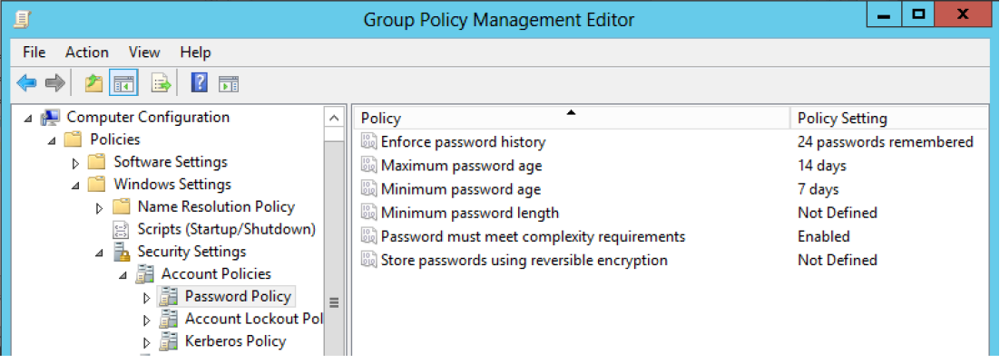 Group Policy Management Editor
File Action View Help
Computer Configuration
Policies
Software Settings
Windows Settings
Name Resolution Policy
Scripts (Startup/Shutdown)
Security Settings
Account Policies
Password Policy
Account Lockout Pol
Kerberos Policy
Policy Policy Setting
Enforce password history 24 passwords remembered
Maximum password age 14 days
Minimum password age 7 days
Minimum password length Not Defined
Password must meet complexity requirements Enabled
Store passwords using reversible encryption Not Defined